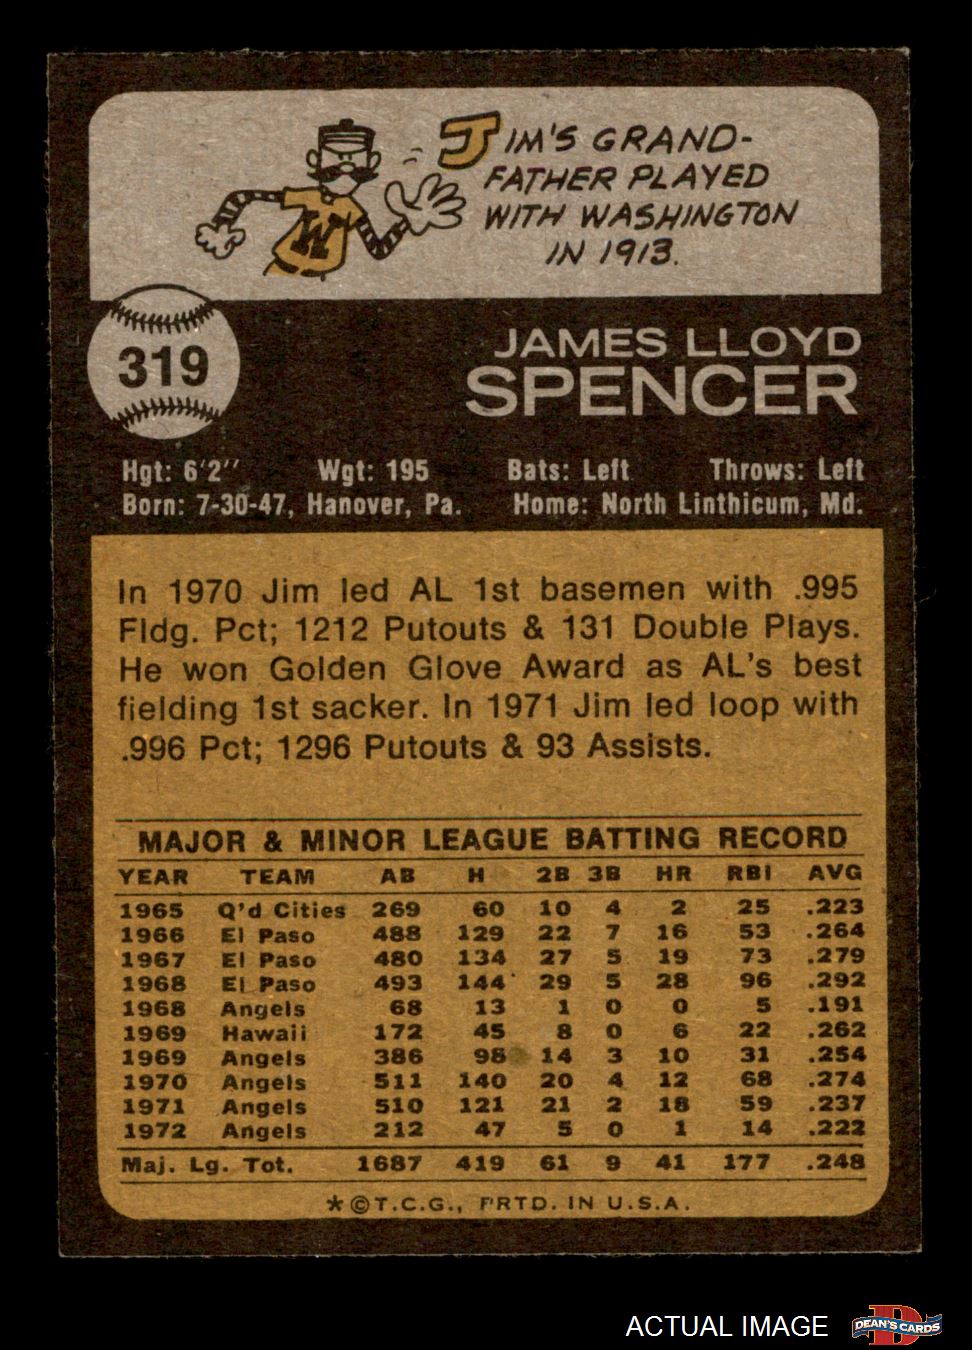 JIM'S GRAND-
FATHER PLAYED
WITH WASHINGTON
IN 1913.
W
319
JAMES LLOYD
SPENCER
Hgt: 6'2'' Wgt: 195 Bats: Left Throws: Left
Born: 7-30-47, Hanover, Pa. Home: North Linthicum, Md.
In 1970 Jim led AL 1st basemen with .995
Fldg. Pct; 1212 Putouts & 131 Double Plays.
He won Golden Glove Award as AL's best
fielding 1st sacker. In 1971 Jim led loop with
.996 Pct; 1296 Putouts & 93 Assists.
MAJOR & MINOR LEAGUE BATTING RECORD
YEAR TEAM AB H 2B 3B HR RBI AVG
1965 Q'd Cities 269 60 10 4 2 25 .223
1966 El Paso 488 129 22 7 16 53 .264
1967 El Paso 480 134 27 5 19 73 .279
1968 El Paso 493 144 29 5 28 96 .292
1968 Angels 68 13 1 0 0 5 .191
1969 Hawaii 172 45 8 0 6 22 .262
1969 Angels 386 98 14 3 10 31 .254
1970 Angels 511 140 20 4 12 68 .274
1971 Angels 510 121 21 2 18 59 .237
1972 Angels 212 47 5 0 1 14 .222
Maj. Lg. Tot. 1687 419 61 9 41 177 .248
*©T.C.G., PRTD. IN U.S.A.
ACTUAL IMAGE
D
DEAN'S CARDS